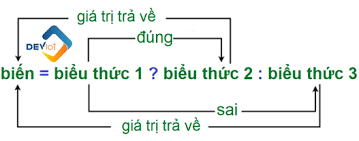 giá trị trả về
DEVIOT
đúng
biến = biểu thức 1 ? biểu thức 2 : biểu thức 3
sai
giá trị trả về